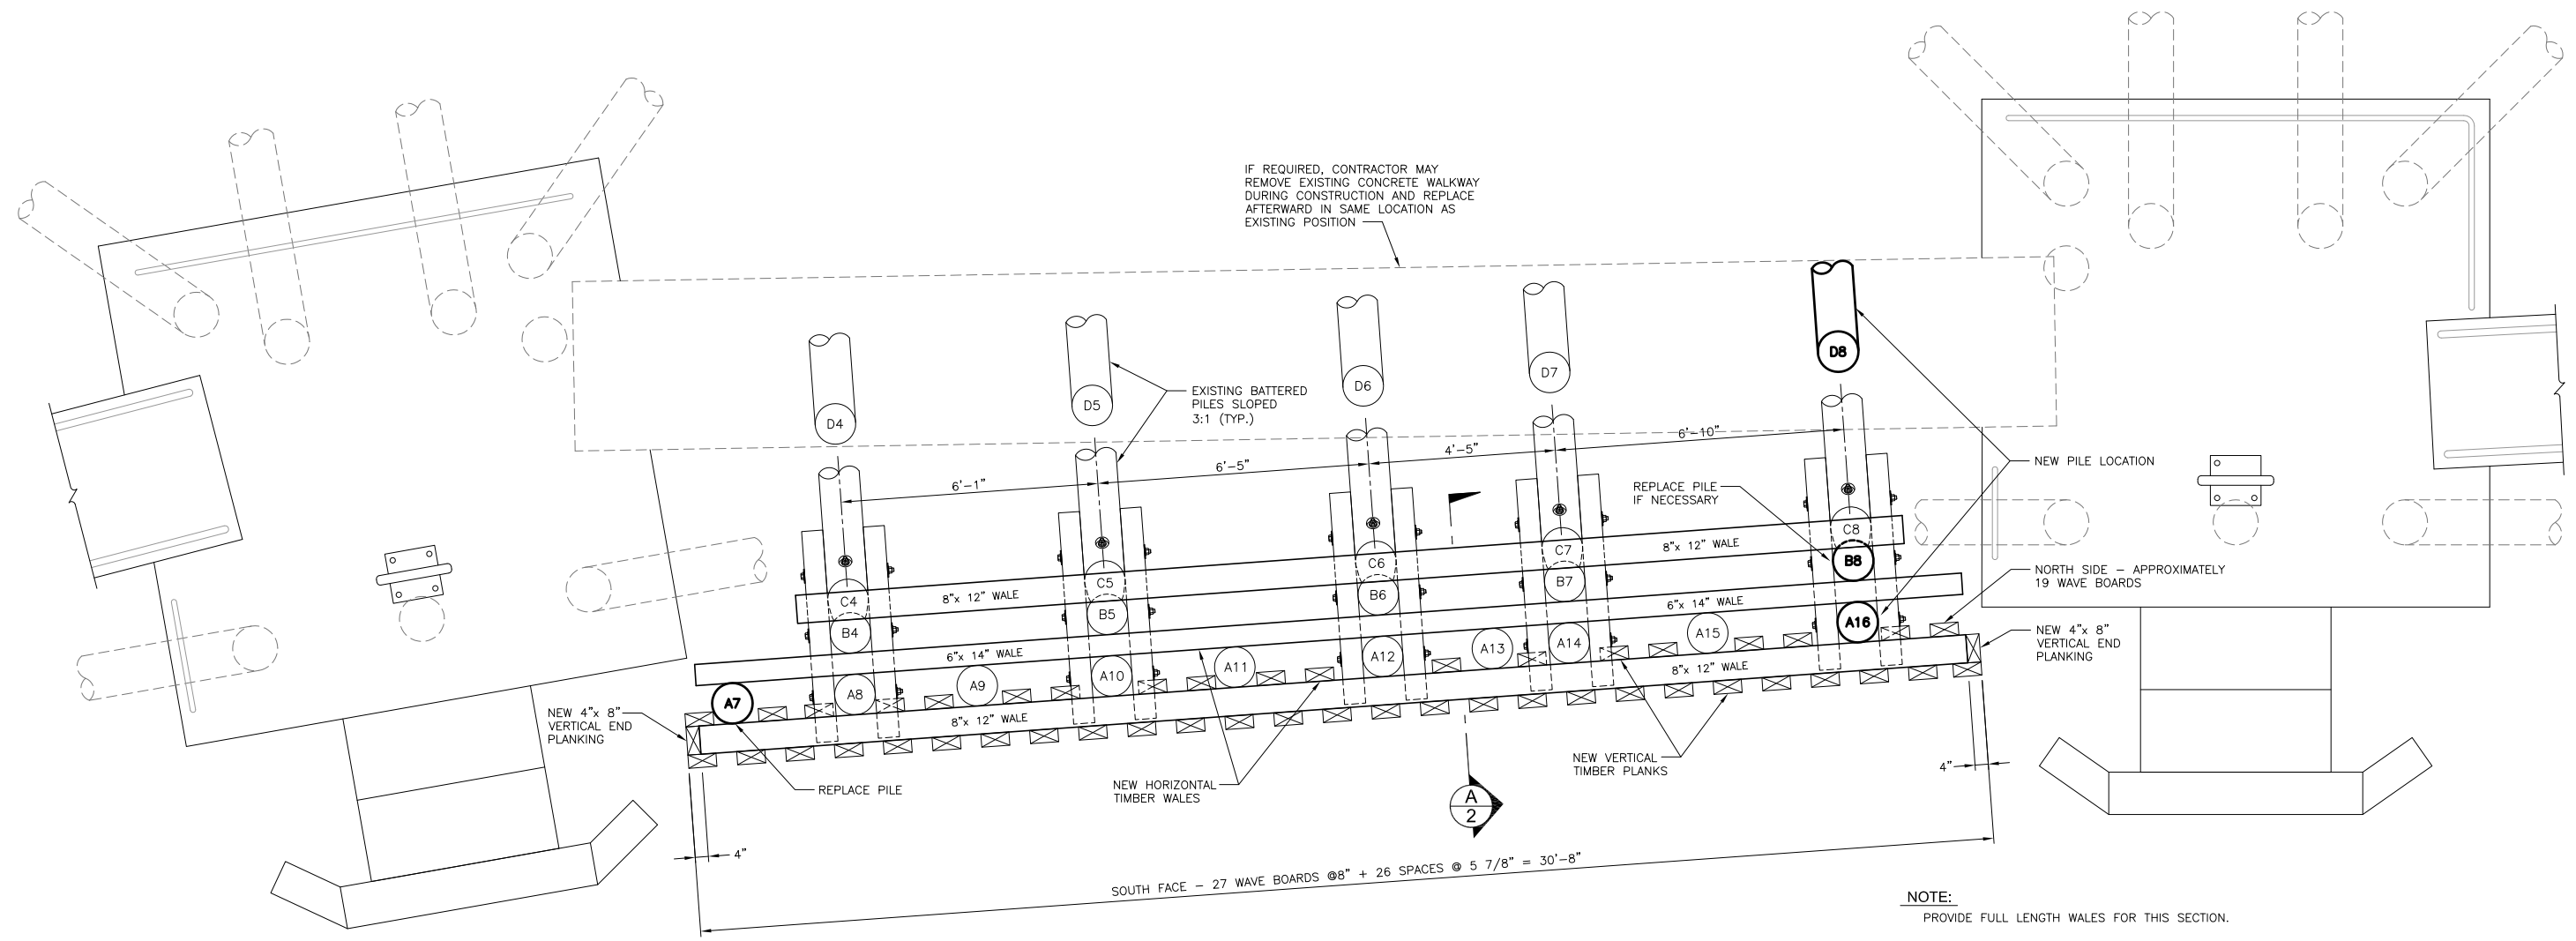 IF REQUIRED, CONTRACTOR MAY
REMOVE EXISTING CONCRETE WALKWAY
DURING CONSTRUCTION AND REPLACE
AFTERWARD IN SAME LOCATION AS
EXISTING POSITION
D8
D7
D6
D5
D4
EXISTING BATTERED
PILES SLOPED
3:1 (TYP.)
6'-1"
6'-5"
4'-5"
6'-10"
NEW PILE LOCATION
REPLACE PILE
IF NECESSARY
C8
C7
C6
C5
C4
8"x 12" WALE
8"x 12" WALE
B8
B7
B6
B5
B4
NORTH SIDE – APPROXIMATELY
19 WAVE BOARDS
6"x 14" WALE
6"x 14" WALE
A16
A15
A14
A13
A12
A11
A10
A9
A8
A7
8"x 12" WALE
8"x 12" WALE
NEW 4"x 8"
VERTICAL END
PLANKING
NEW 4"x 8"
VERTICAL END
PLANKING
REPLACE PILE
NEW HORIZONTAL
TIMBER WALES
NEW VERTICAL
TIMBER PLANKS
4"
4"
A
2
SOUTH FACE – 27 WAVE BOARDS @8" + 26 SPACES @ 5 7/8" = 30'-8"
NOTE:
PROVIDE FULL LENGTH WALES FOR THIS SECTION.